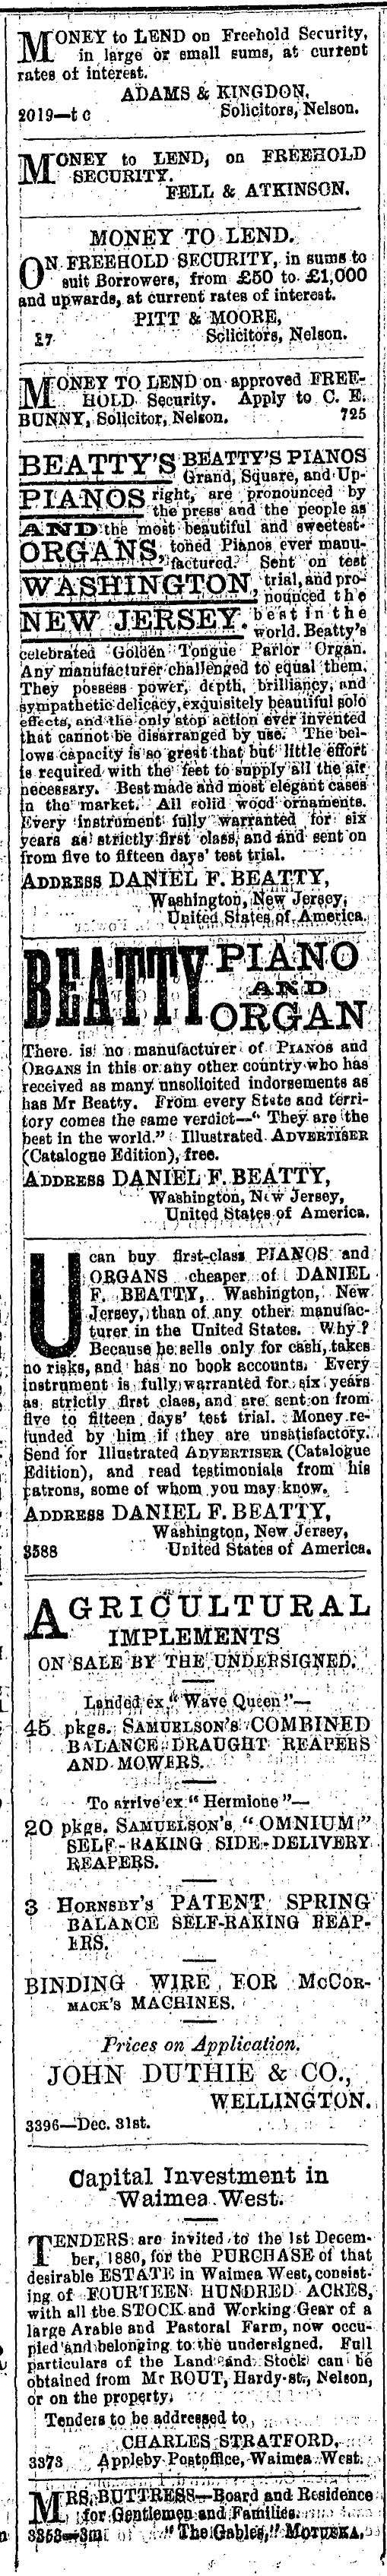 MONEY to LEND on Freehold Security,
in large or small sums, at current
rates of interest.
ADAMS & KINGDON,
2019—t c Solicitors, Nelson.
MONEY to LEND, on FREEHOLD
SECURITY.
FELL & ATKINSON.
MONEY TO LEND.
ON FREEHOLD SECURITY, in sums to
suit Borrowers, from £50 to £1,000
and upwards, at current rates of interest.
PITT & MOORE,
Solicitors, Nelson.
MONEY TO LEND on approved FREE-
HOLD Security. Apply to C. E.
BUNNY, Solicitor, Nelson. 725
BEATTY'S BEATTY'S PIANOS
Grand, Square, and Up-
PIANOS right, are pronounced by
the press and the people as
AND the most beautiful and sweetest-
ORGANS, toned Pianos ever manu-
factured. Sent on test
WASHINGTON, trial, and pro-
nounced the
NEW JERSEY. best in the
world. Beatty's
celebrated Golden Tongue Parlor Organ.
Any manufacturer challenged to equal them.
They possess power, depth, brilliancy, and
sympathetic delicacy, exquisitely beautiful solo
effects, and the only stop action ever invented
that cannot be disarranged by use. The bel-
lows capacity is so great that but little effort
is required with the feet to supply all the air
necessary. Best made and most elegant cases
in the market. All solid wood ornaments.
Every instrument fully warranted for six
years as strictly first class, and and sent on
from five to fifteen days' test trial.
ADDRESS DANIEL F. BEATTY,
Washington, New Jersey,
United States of America.
BEATTY PIANO
AND
ORGAN
There is no manufacturer of PIANOS and
ORGANS in this or any other country who has
received as many unsolioited indorsements as
has Mr Beatty. From every State and terri-
tory comes the same verdict—" They are the
best in the world." Illustrated ADVERTISER
(Catalogue Edition), free.
ADDRESS DANIEL F. BEATTY,
Washington, New Jersey,
United States of America.
U can buy first-class PIANOS and
ORGANS cheaper of DANIEL
F. BEATTY, Washington, New
Jersey, than of any other manufac-
turer in the United States. Why?
Because he sells only for cash, takes
no risks, and has no book accounts. Every
instrument is fully warranted for six years
as strictly first class, and are sent on from
five to fifteen days' test trial. Money re-
funded by him if they are unsatisfactory.
Send for Illustrated ADVERTISER (Catalogue
Edition), and read testimonials from his
patrons, some of whom you may know.
ADDRESS DANIEL F. BEATTY,
Washington, New Jersey,
3588 United States of America.
AGRICULTURAL
IMPLEMENTS
ON SALE BY THE UNDERSIGNED.
Landed ex "Wave Queen"—
45 pkgs. SAMUELSON'S COMBINED
BALANCE DRAUGHT REAPERS
AND MOWERS.
To arrive ex "Hermione"—
20 pkgs. SAMUELSON'S "OMNIUM"
SELF-RAKING SIDE-DELIVERY
REAPERS.
3 HORNSBY'S PATENT SPRING
BALANCE SELF-RAKING REAP-
ERS.
BINDING WIRE FOR MCCOR-
MACK'S MACHINES.
Prices on Application.
JOHN DUTHIE & CO.,
WELLINGTON.
3396—Dec. 31st.
Capital Investment in
Waimea West.
TENDERS are invited to the 1st Decem-
ber, 1880, for the PURCHASE of that
desirable ESTATE in Waimea West, consist-
ing of FOURTEEN HUNDRED ACRES,
with all the STOCK and Working Gear of a
large Arable and Pastoral Farm, now occu-
pied and belonging to the undersigned. Full
particulars of the Land and Stock can be
obtained from Mr ROUT, Hardy-st., Nelson,
or on the property.
Tenders to be addressed to
CHARLES STRATFORD,
3373 Appleby Postoffice, Waimea West.
MRS. BUTTRESS—Board and Residence
for Gentlemen and Families.
3353—3m "The Gables," MOTUEKA.